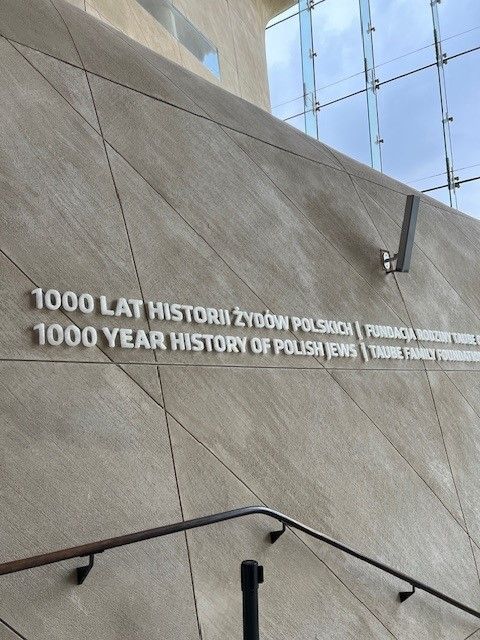 1000 LAT HISTORII ŻYDÓW POLSKICH | FUNDACJA RODZINY TAUBE
1000 YEAR HISTORY OF POLISH JEWS | TAUBE FAMILY FOUNDATION